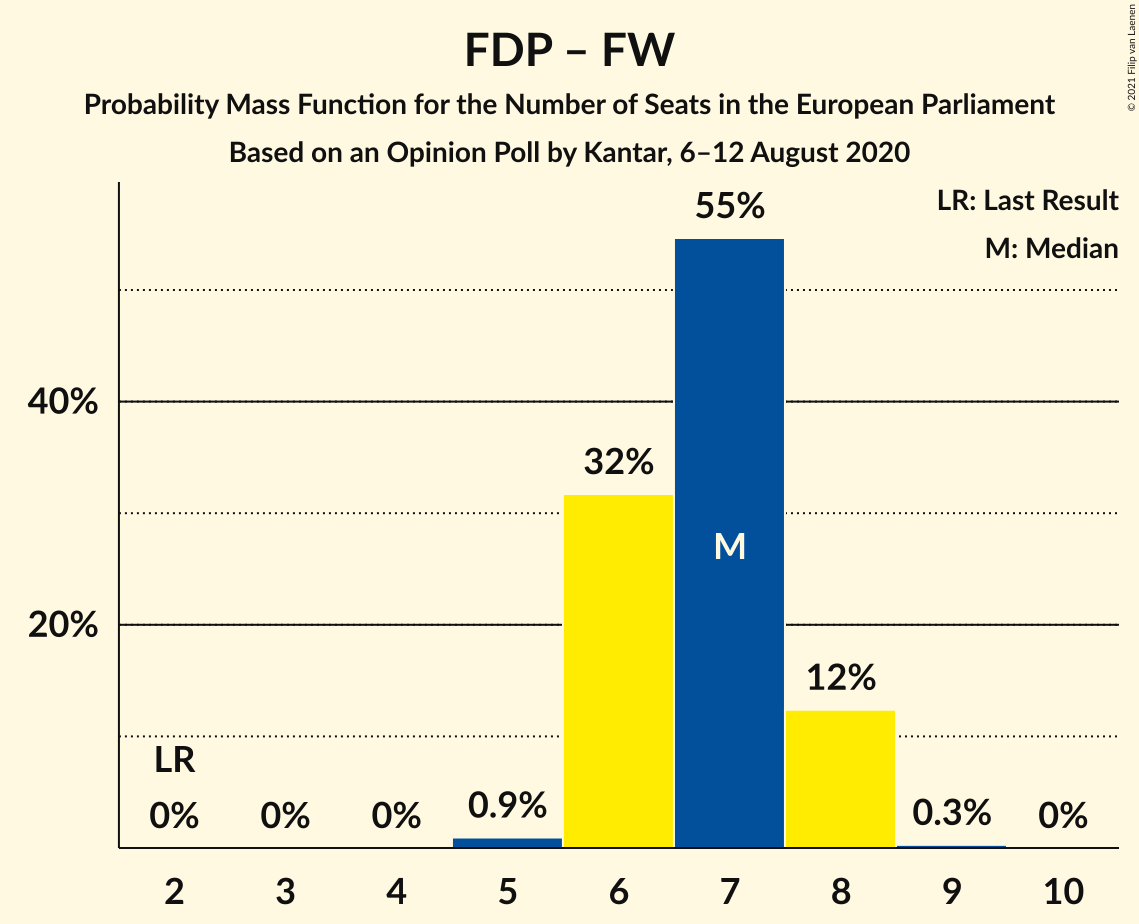 FDP – FW
Probability Mass Function for the Number of Seats in the European Parliament
Based on an Opinion Poll by Kantar, 6–12 August 2020
© 2021 Filip van Laenen
LR: Last Result
M: Median
55%
40%
32%
M
20%
12%
LR
0%
0%
0%
0.9%
0.3%
0%
2 3 4 5 6 7 8 9 10